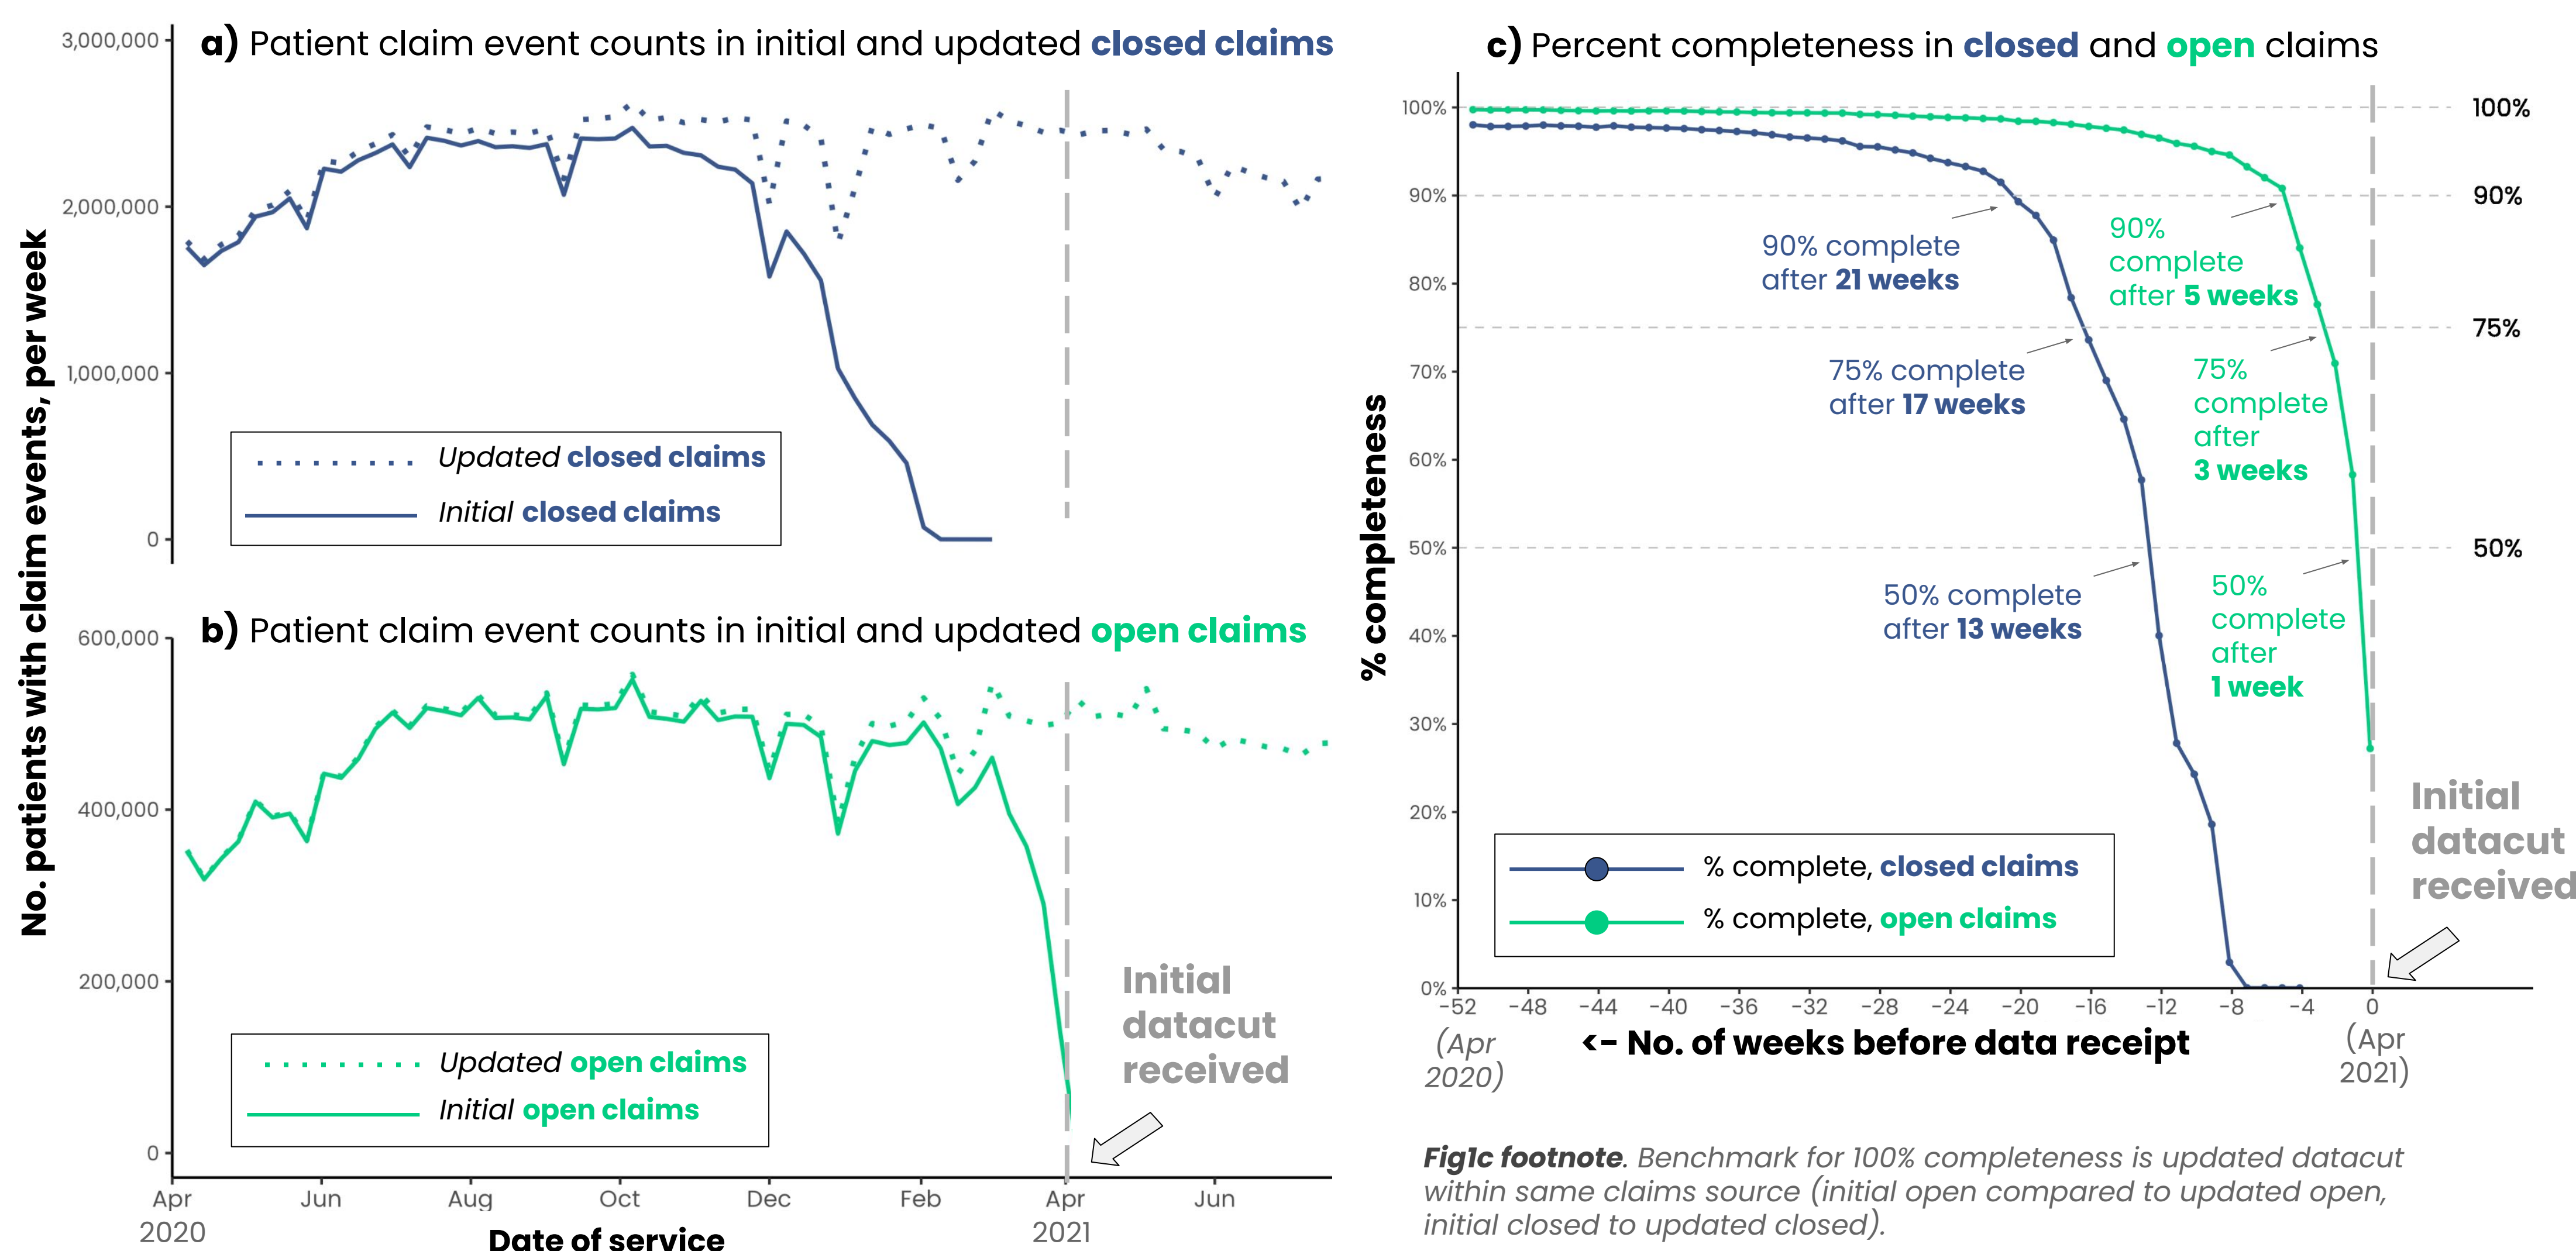 a) Patient claim event counts in initial and updated closed claims
No. patients with claim events, per week
3,000,000
2,000,000
1,000,000
0
Updated closed claims
Initial closed claims
b) Patient claim event counts in initial and updated open claims
600,000
400,000
200,000
0
Updated open claims
Initial open claims
Initial
datacut
received
Apr
2020
Jun
Aug
Oct
Dec
Feb
Apr
2021
Jun
Date of service
c) Percent completeness in closed and open claims
% completeness
100%
90%
80%
70%
60%
50%
40%
30%
20%
10%
0%
100%
90%
75%
50%
90% complete
after 21 weeks
75% complete
after 17 weeks
50% complete
after 13 weeks
90%
complete
after 5 weeks
75%
complete
after
3 weeks
50%
complete
after
1 week
Initial
datacut
received
% complete, closed claims
% complete, open claims
-52
-48
-44
-40
-36
-32
-28
-24
-20
-16
-12
-8
-4
0
(Apr
2020)
<- No. of weeks before data receipt
(Apr
2021)
Fig1c footnote. Benchmark for 100% completeness is updated datacut
within same claims source (initial open compared to updated open,
initial closed to updated closed).